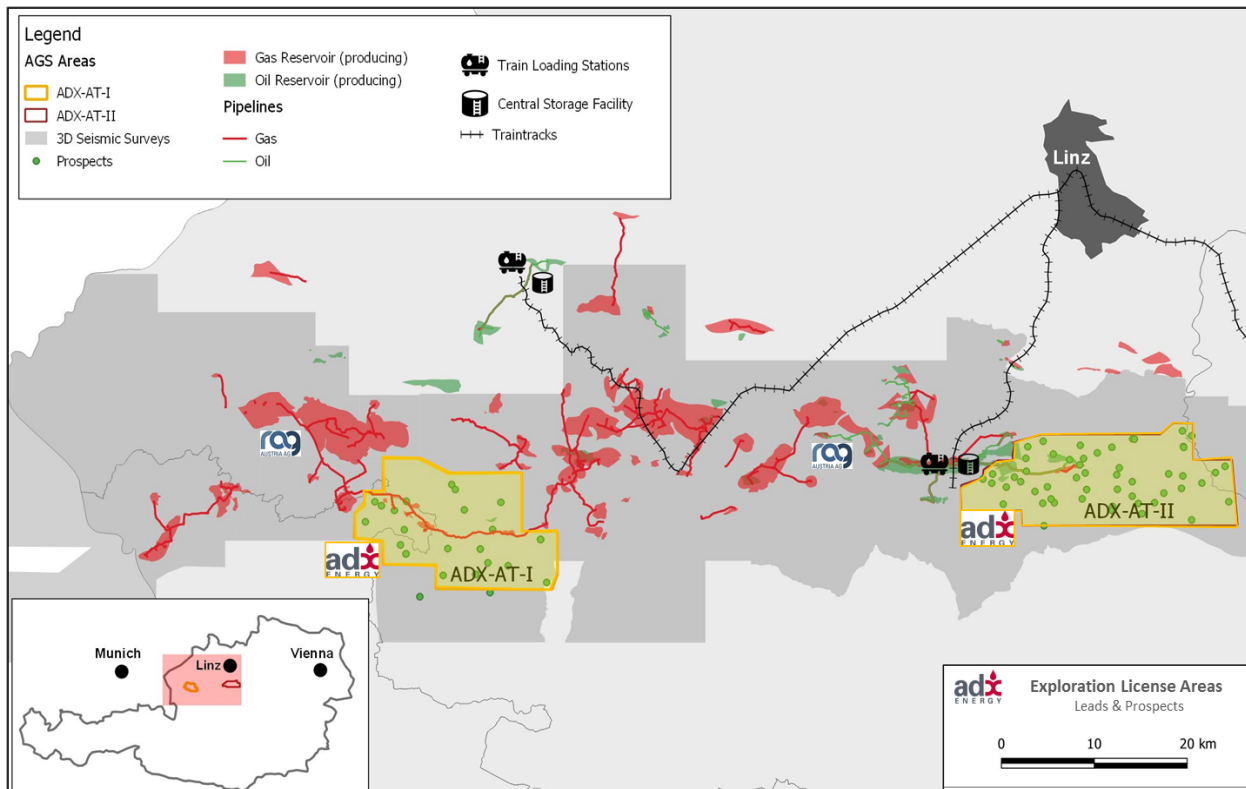 Legend
AGS Areas
ADX-AT-I
ADX-AT-II
3D Seismic Surveys
Prospects
Gas Reservoir (producing)
Oil Reservoir (producing)
Pipelines
Gas
Oil
Train Loading Stations
Central Storage Facility
Traintracks
Linz
rag
AUSTRIA AG
rag
AUSTRIA AG
adx
ENERGY
ADX-AT-I
adx
ENERGY
ADX-AT-II
Munich
Linz
Vienna
adx
ENERGY
Exploration License Areas
Leads & Prospects
0 10 20 km